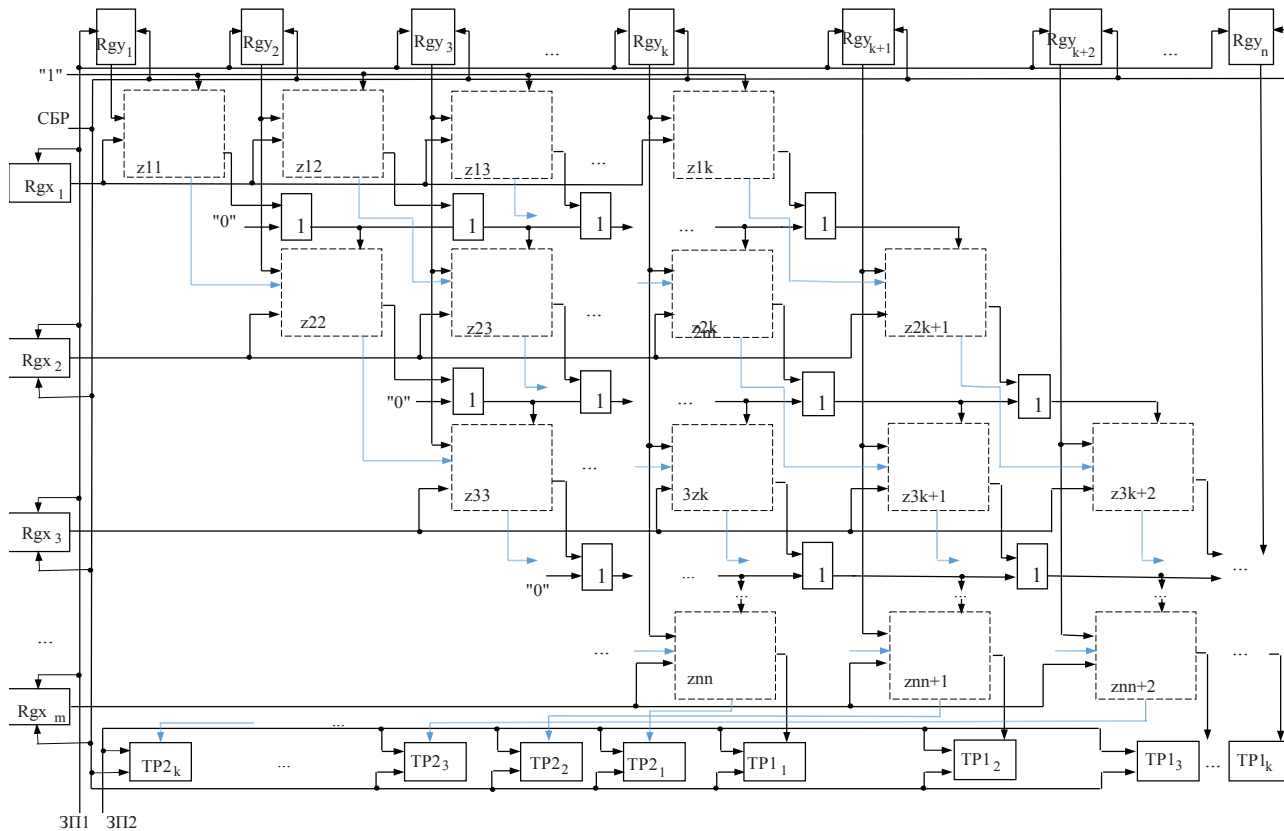 Rgy1 Rgy2 Rgy3 ... Rgyk Rgyk+1 Rgyk+2 ... Rgyn
"1"
СБР
z11 z12 z13 ... z1k
Rgx1
"0" 1 1 1 ... 1
z22 z23 ... z2k z2k+1
2m
Rgx2
"0" 1 1 ... 1 1
z33 ... 3zk z3k+1 z3k+2
Rgx3
"0" 1 ... 1 1 ...
... ... ...
...
... znn znn+1 znn+2 ...
Rgxm
...
TP2k ... TP23 TP22 TP21 TP11 TP12 TP13 ... TP1k
ЗП1 ЗП2